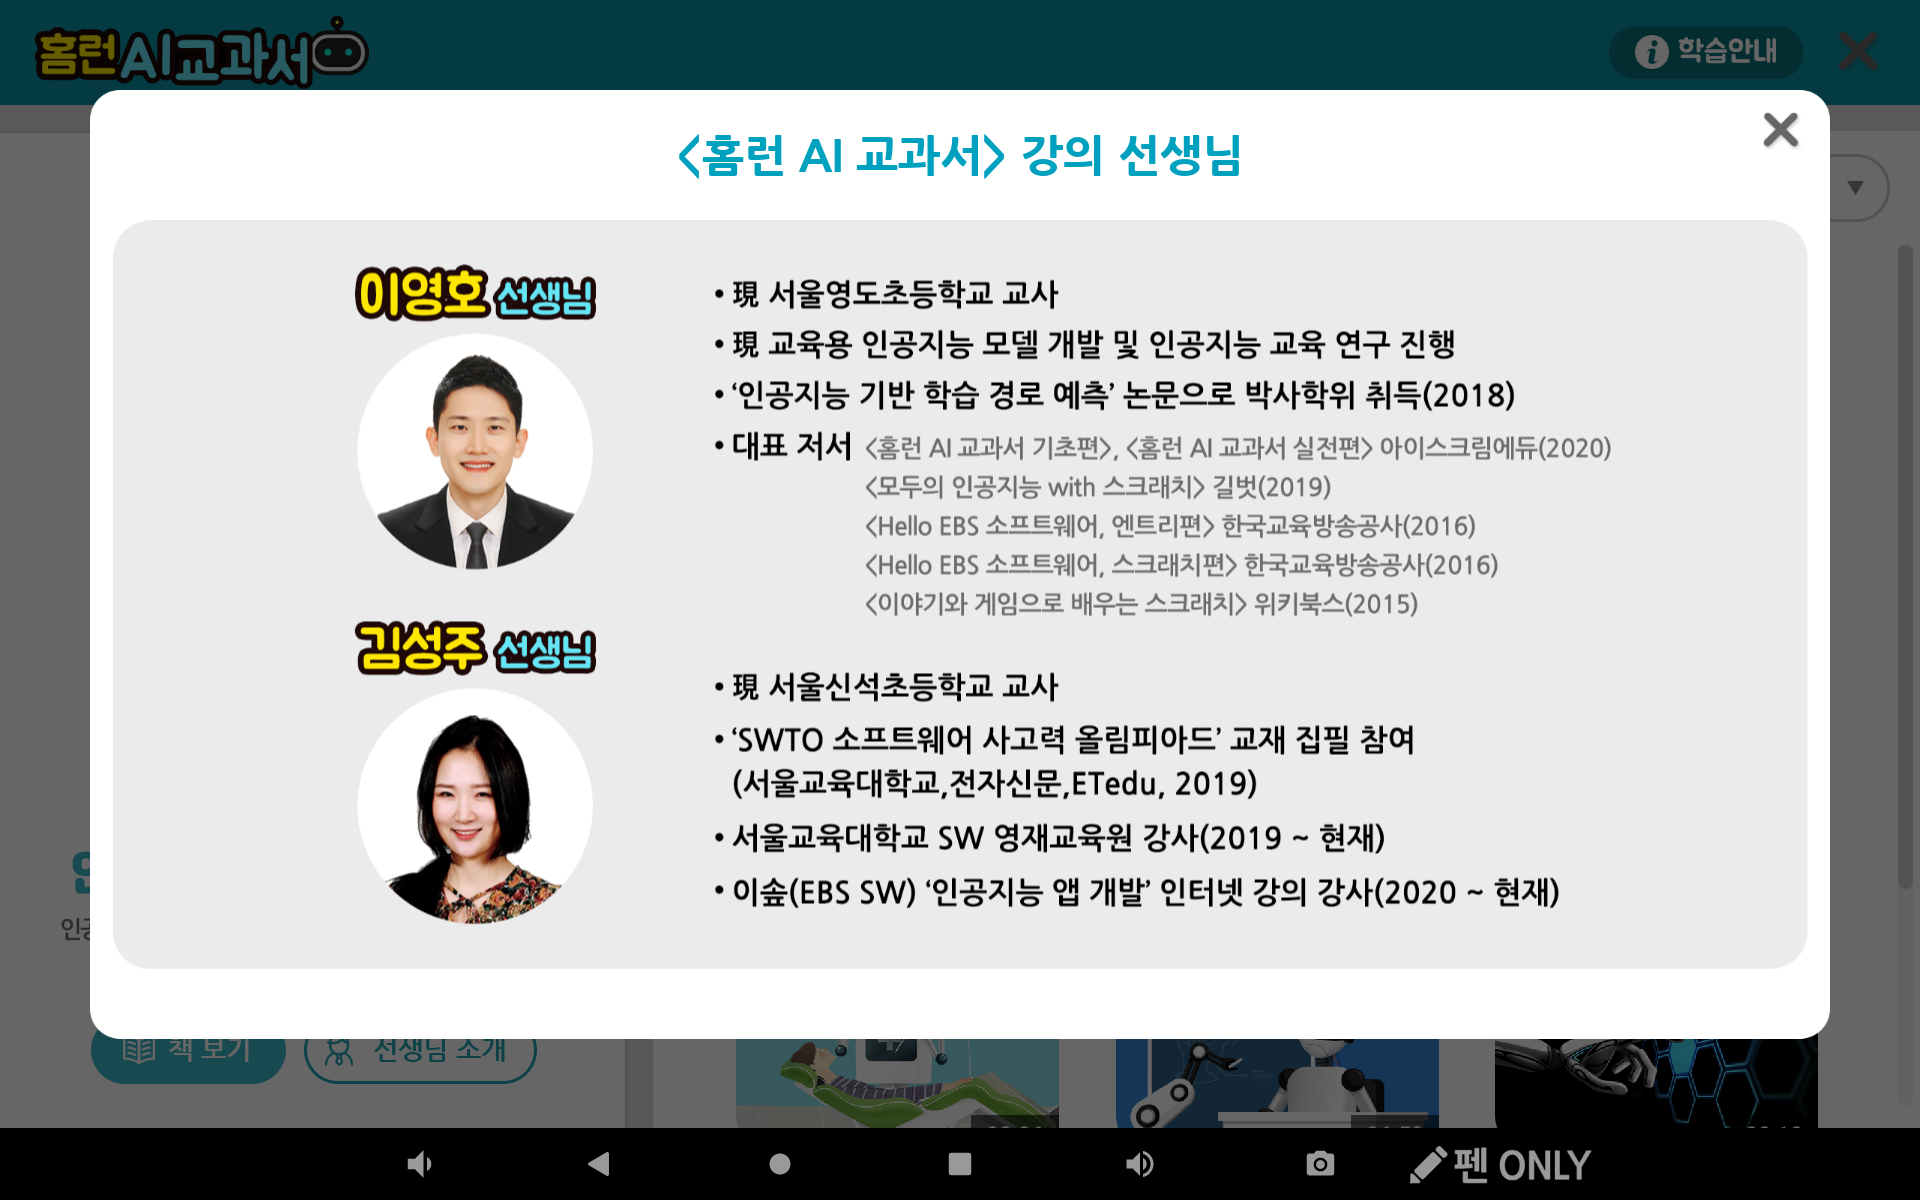 홈런AI교과서
학습안내
<홈런 AI 교과서> 강의 선생님
이영호 선생님
• 現 서울영도초등학교 교사
• 現 교육용 인공지능 모델 개발 및 인공지능 교육 연구 진행
• ‘인공지능 기반 학습 경로 예측’ 논문으로 박사학위 취득(2018)
• 대표 저서 <홈런 AI 교과서 기초편>, <홈런 AI 교과서 실전편> 아이스크림에듀(2020)
<모두의 인공지능 with 스크래치> 길벗(2019)
<Hello EBS 소프트웨어, 엔트리편> 한국교육방송공사(2016)
<Hello EBS 소프트웨어, 스크래치편> 한국교육방송공사(2016)
<이야기와 게임으로 배우는 스크래치> 위키북스(2015)
김성주 선생님
• 現 서울신석초등학교 교사
• ‘SWTO 소프트웨어 사고력 올림피아드’ 교재 집필 참여
(서울교육대학교,전자신문,ETedu, 2019)
• 서울교육대학교 SW 영재교육원 강사(2019 ~ 현재)
• 이솦(EBS SW) ‘인공지능 앱 개발’ 인터넷 강의 강사(2020 ~ 현재)
책 보기
선생님 소개
펜 ONLY